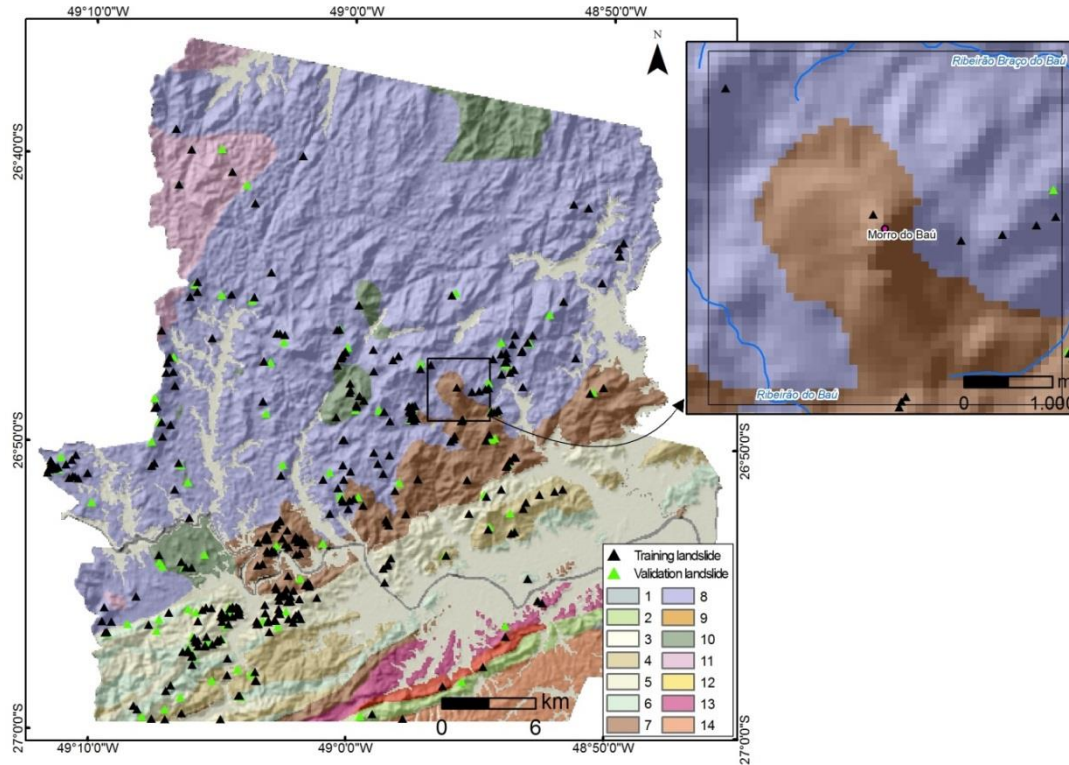 49°10'0"W
49°0'0"W
48°50'0"W
N
Ribeirão Braço do Baú
26°40'0"S
26°40'0"S
Morro do Baú
Ribeirão do Baú
m
0
1.000
26°50'0"S
26°50'0"S
Training landslide
Validation landslide
1
8
2
9
3
10
4
11
5
12
6
13
7
14
km
0
6
27°0'0"S
27°0'0"S
49°10'0"W
49°0'0"W
48°50'0"W